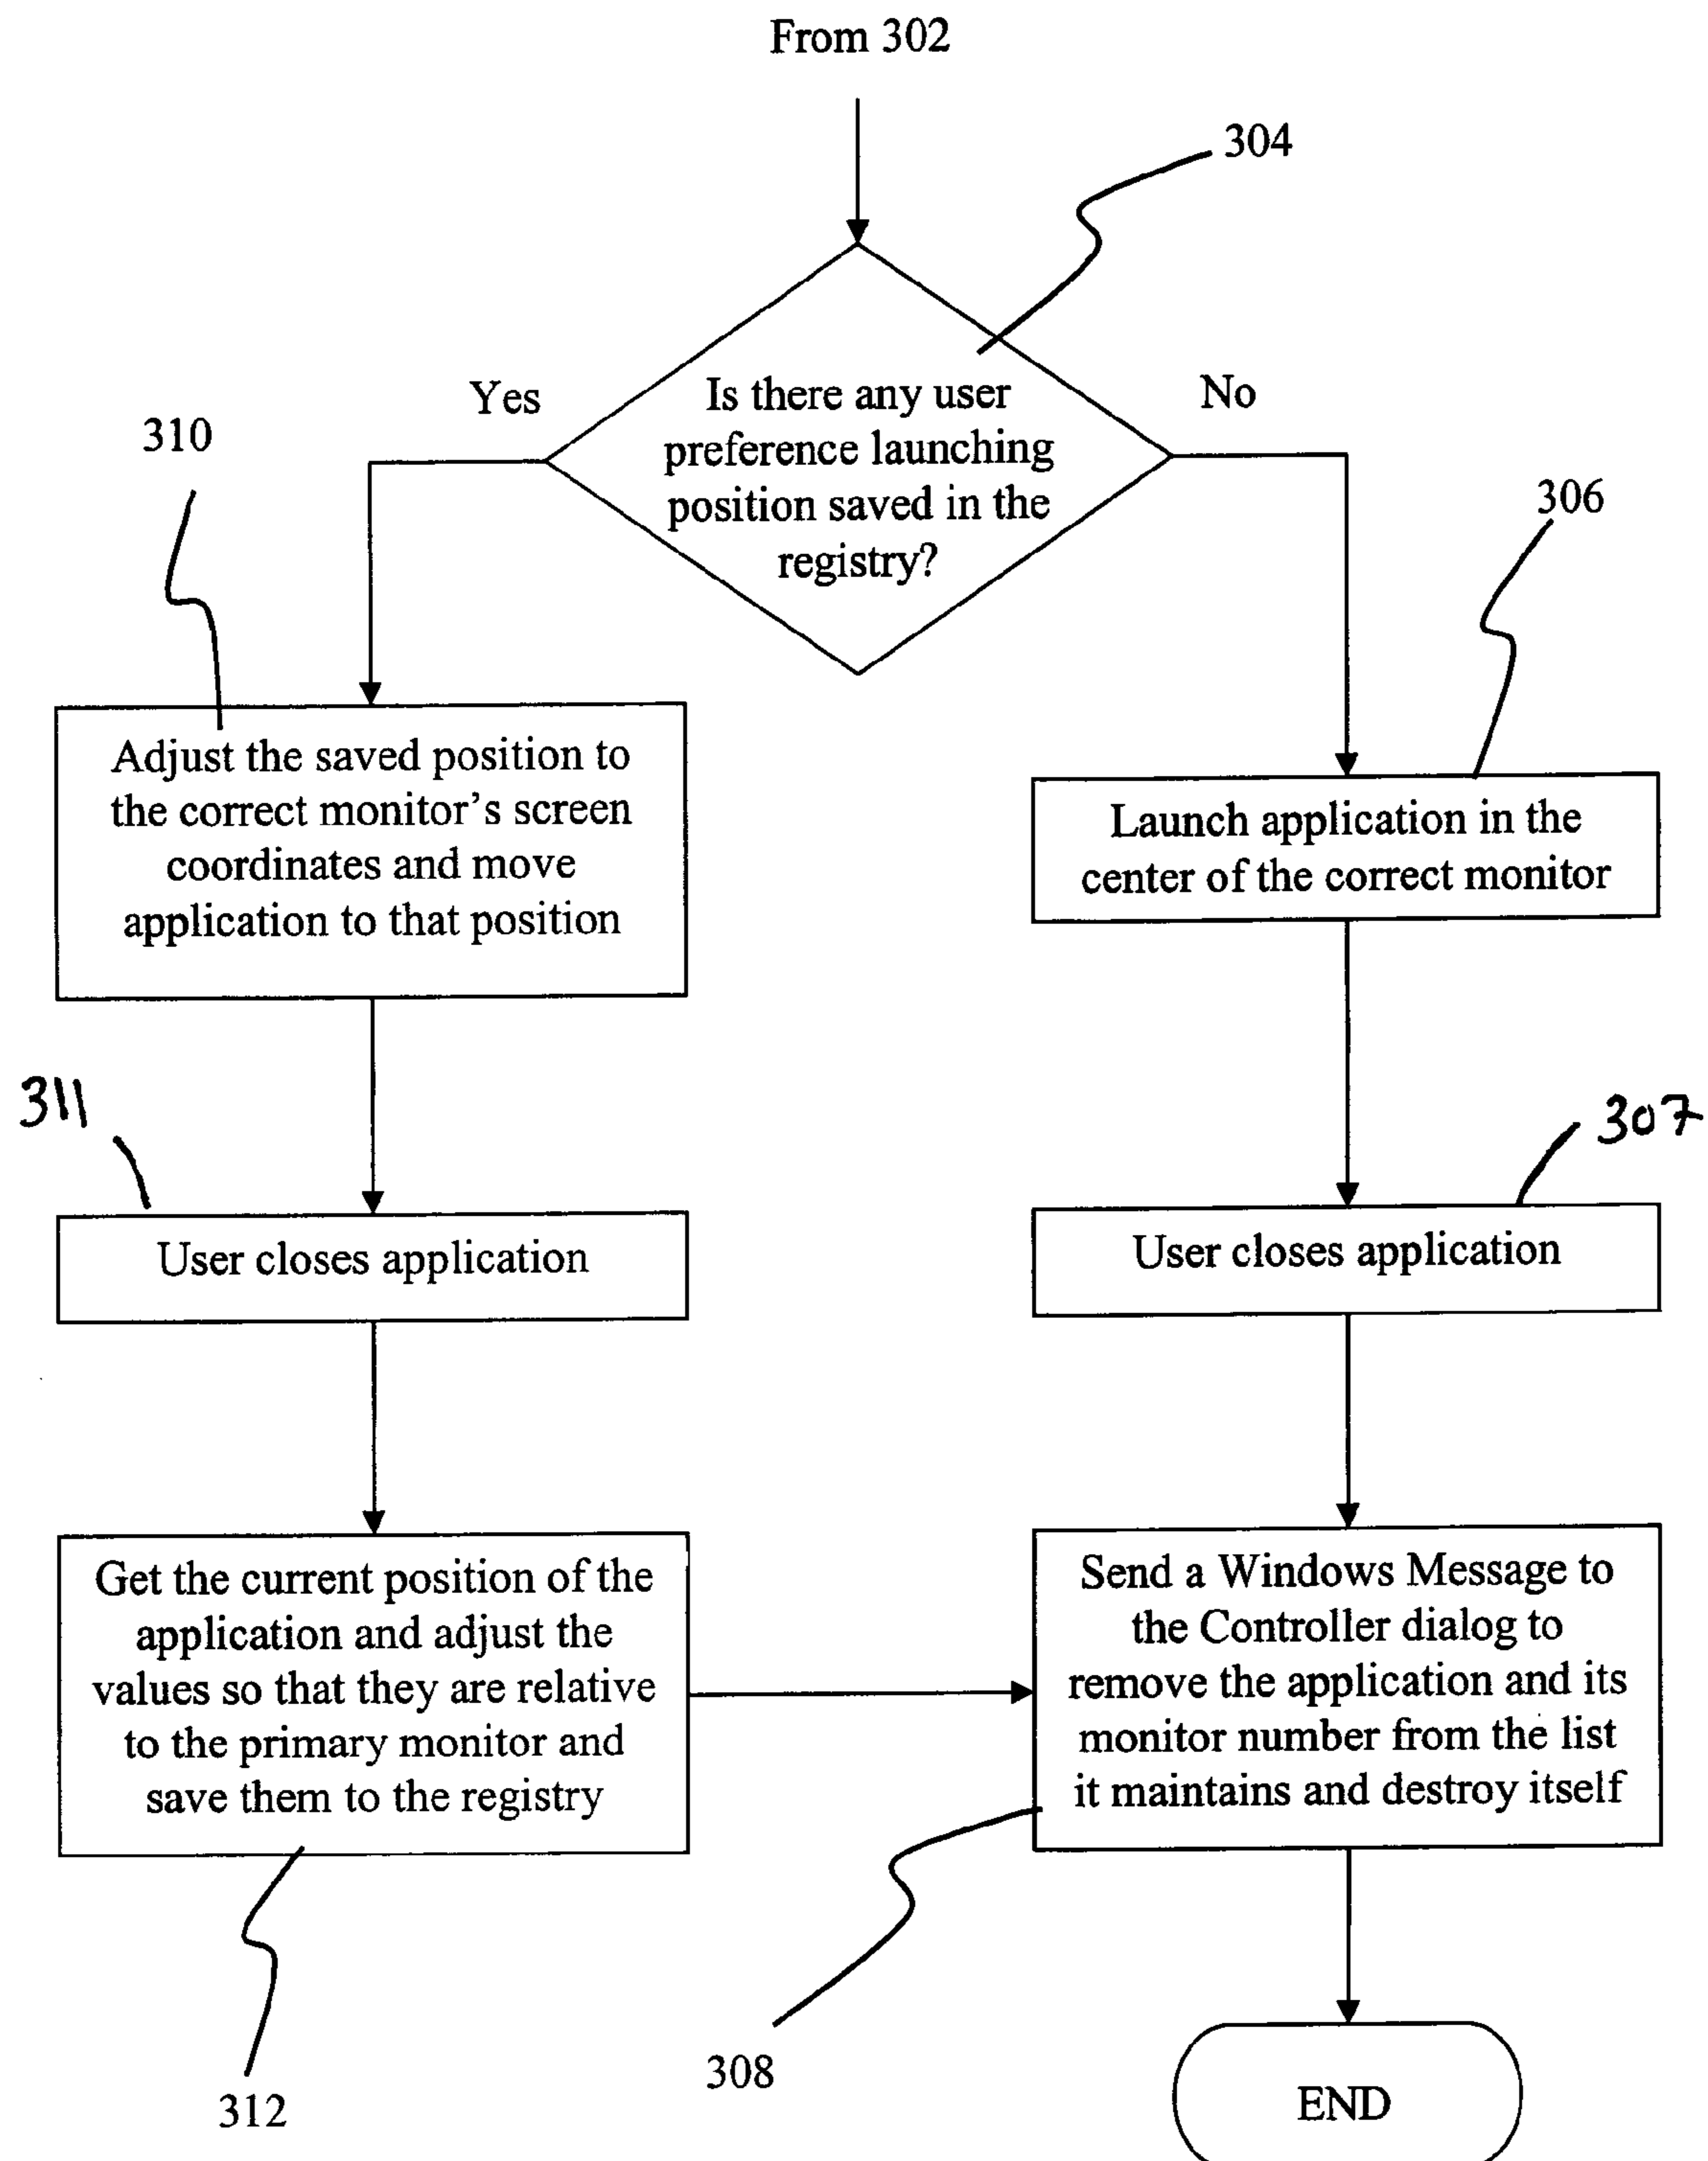 From 302
304
Yes
No
Is there any user
preference launching
position saved in the
registry?
310
306
Adjust the saved position to
the correct monitor's screen
coordinates and move
application to that position
Launch application in the
center of the correct monitor
311
307
User closes application
User closes application
Get the current position of the
application and adjust the
values so that they are relative
to the primary monitor and
save them to the registry
Send a Windows Message to
the Controller dialog to
remove the application and its
monitor number from the list
it maintains and destroy itself
308
312
END